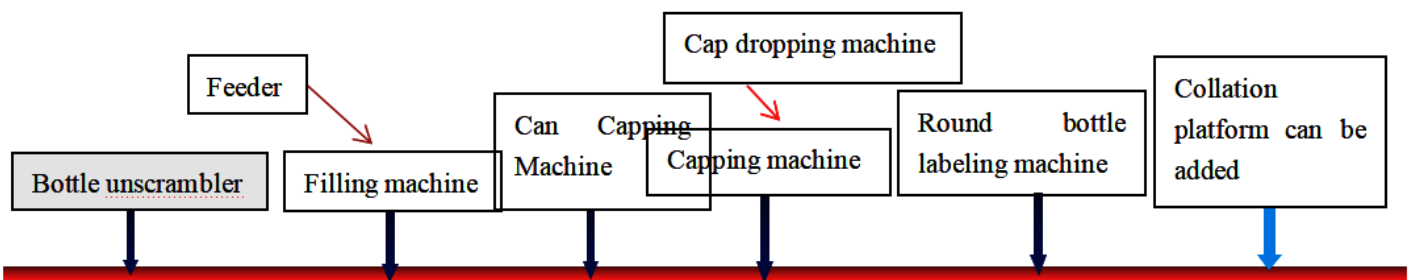 Cap dropping machine
Feeder
Collation
platform can be
added
Can Capping
Machine
Round bottle
labeling machine
Capping machine
Bottle unscrambler
Filling machine